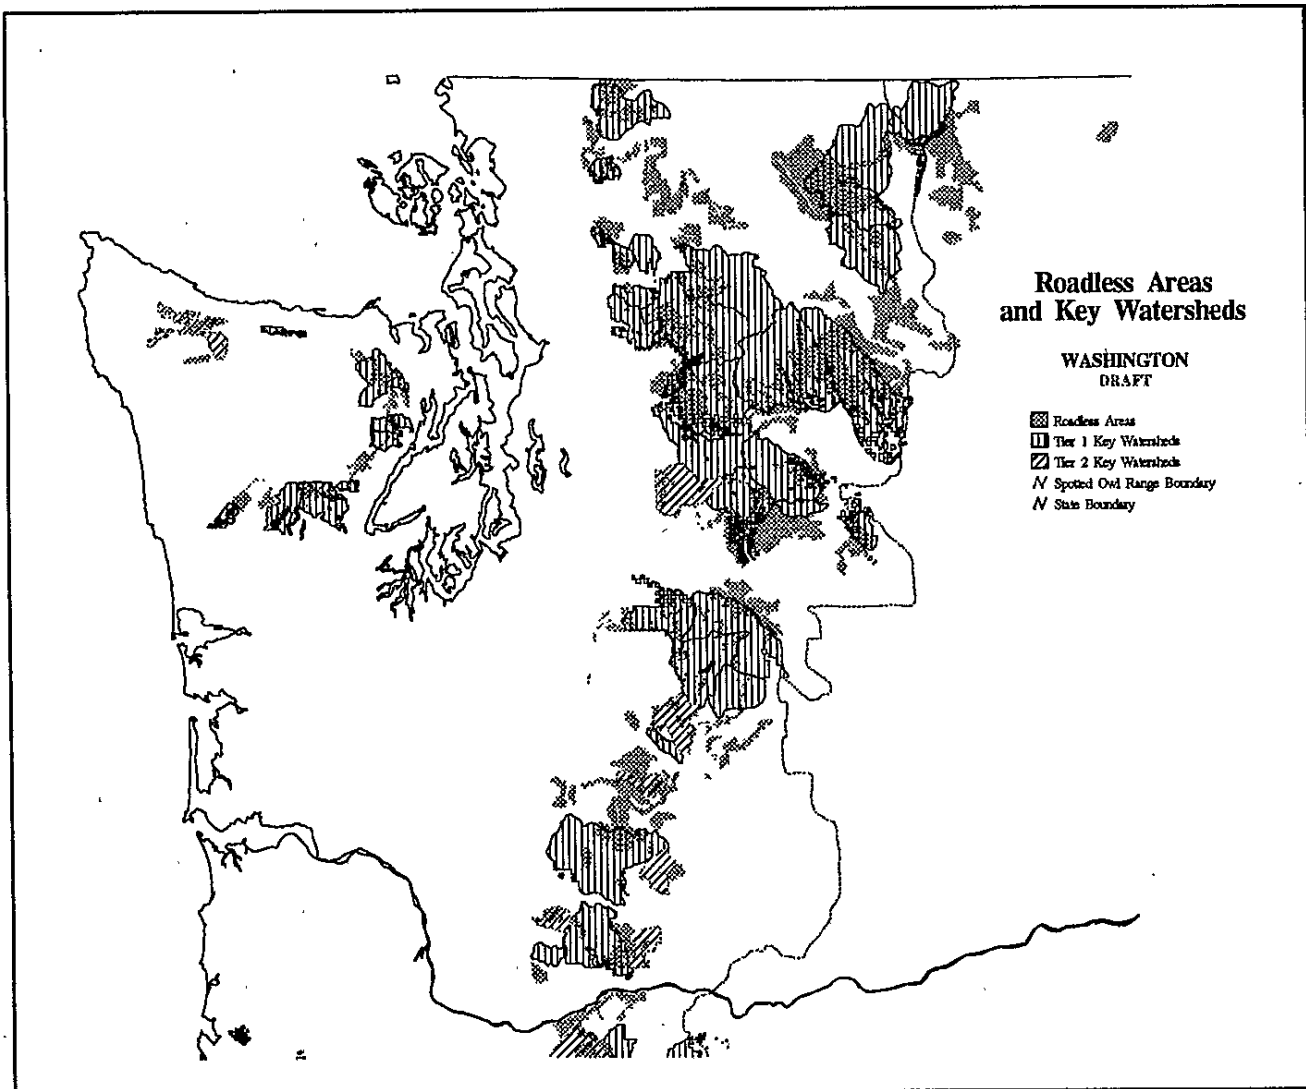 Roadless Areas
and Key Watersheds
WASHINGTON
DRAFT
Roadless Areas
Tier 1 Key Watersheds
Tier 2 Key Watersheds
Spotted Owl Range Boundary
State Boundary